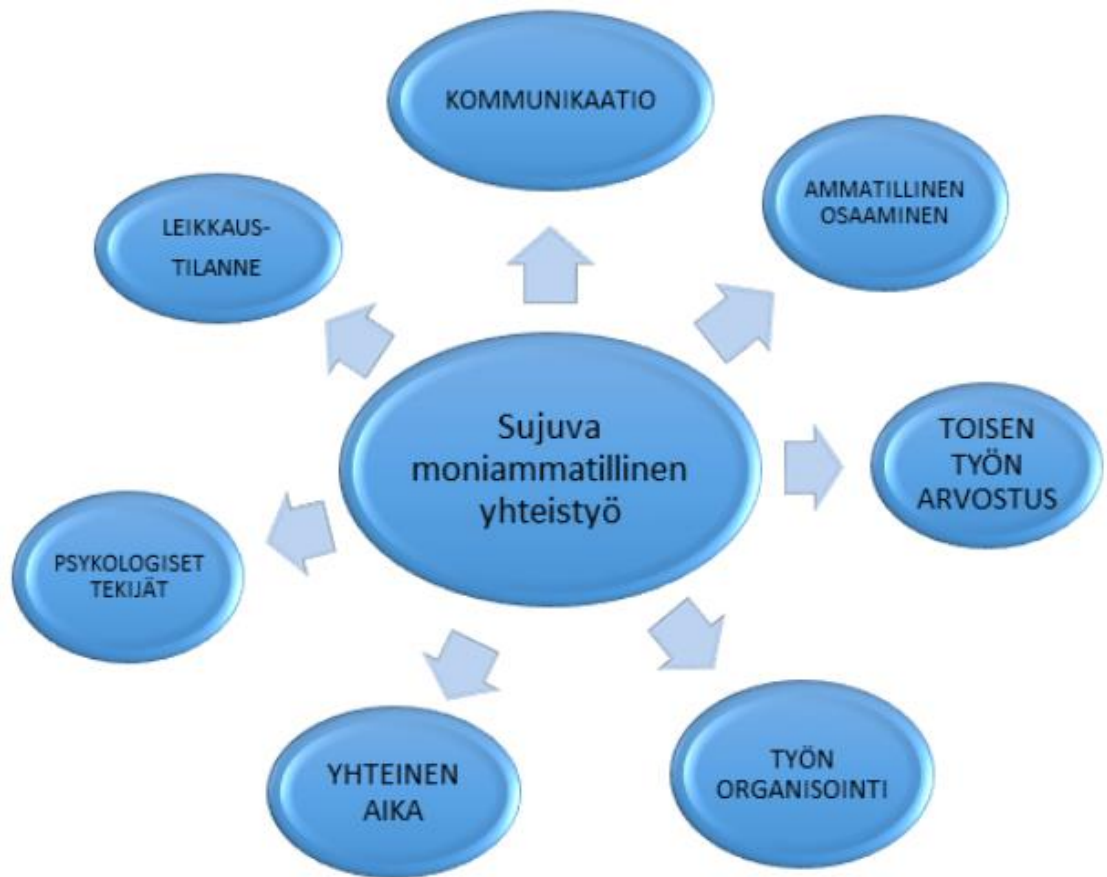 KOMMUNIKAATIO
AMMATILLINEN
OSAAMINEN
LEIKKAUS-
TILANNE
Sujuva
moniammatillinen
yhteistyö
TOISEN
TYÖN
ARVOSTUS
PSYKOLOGISET
TEKIJÄT
YHTEINEN
AIKA
TYÖN
ORGANISOINTI